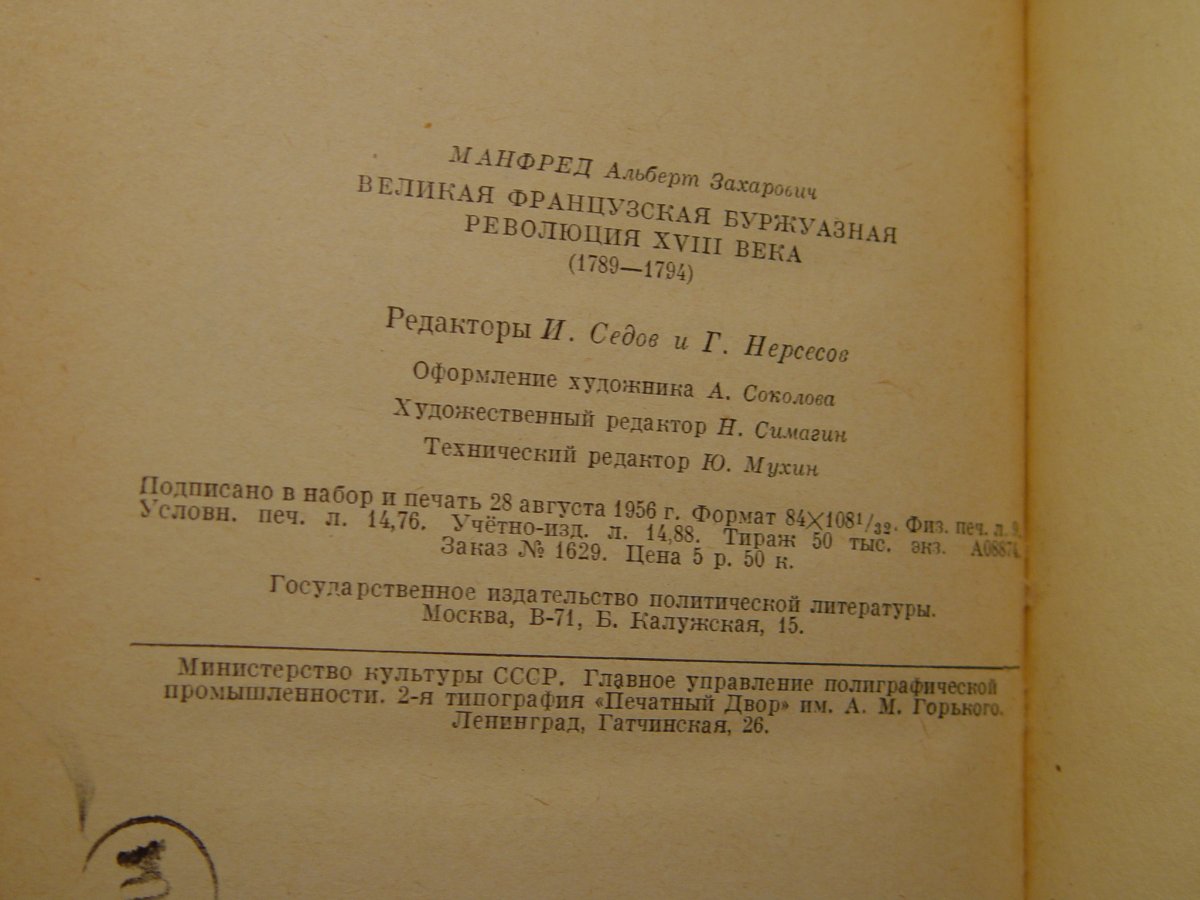 МАНФРЕД Альберт Захарович
ВЕЛИКАЯ ФРАНЦУЗСКАЯ БУРЖУАЗНАЯ
РЕВОЛЮЦИЯ XVIII ВЕКА
(1789—1794)
Редакторы И. Седов и Г. Нерсесов
Оформление художника А. Соколова
Художественный редактор Н. Симагин
Технический редактор Ю. Мухин
Подписано в набор и печать 28 августа 1956 г. Формат 84×108¹/₃₂. Физ. печ. л. 9.
Условн. печ. л. 14,76. Учётно-изд. л. 14,88. Тираж 50 тыс. экз. А08874.
Заказ № 1629. Цена 5 р. 50 к.
Государственное издательство политической литературы.
Москва, В-71, Б. Калужская, 15.
Министерство культуры СССР. Главное управление полиграфической
промышленности. 2-я типография «Печатный Двор» им. А. М. Горького.
Ленинград, Гатчинская, 26.